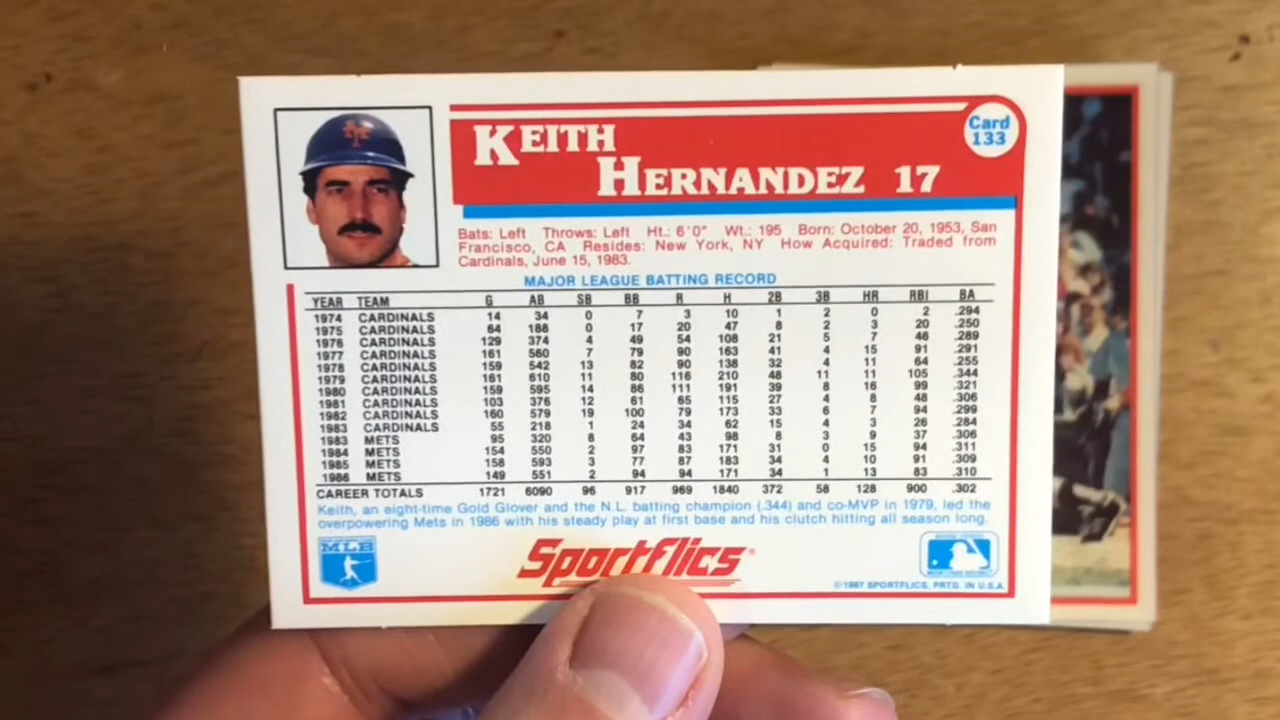 KEITH
HERNANDEZ 17
Card
133
Bats: Left Throws: Left Ht.: 6'0" Wt.: 195 Born: October 20, 1953, San
Francisco, CA Resides: New York, NY How Acquired: Traded from
Cardinals, June 15, 1983.
MAJOR LEAGUE BATTING RECORD
YEAR TEAM G AB SB BB R H 2B 3B HR RBI BA
1974 CARDINALS 14 34 0 7 3 10 1 2 0 2 .294
1975 CARDINALS 64 188 0 17 20 47 8 2 3 20 .250
1976 CARDINALS 129 374 4 49 54 108 21 5 7 46 .289
1977 CARDINALS 161 560 7 79 90 163 41 4 15 91 .291
1978 CARDINALS 159 542 13 82 90 138 32 4 11 64 .255
1979 CARDINALS 161 610 11 80 116 210 48 11 11 105 .344
1980 CARDINALS 159 595 14 86 111 191 39 8 16 99 .321
1981 CARDINALS 103 376 12 61 65 115 27 4 8 48 .306
1982 CARDINALS 160 579 19 100 79 173 33 6 7 94 .299
1983 CARDINALS 55 218 1 24 34 62 15 4 3 26 .284
1983 METS 95 320 8 64 43 98 8 3 9 37 .306
1984 METS 154 550 2 97 83 171 31 0 15 94 .311
1985 METS 158 593 3 77 87 183 34 4 10 91 .309
1986 METS 149 551 2 94 94 171 34 1 13 83 .310
CAREER TOTALS 1721 6090 96 917 969 1840 372 58 128 900 .302
Keith, an eight-time Gold Glover and the N.L. batting champion (.344) and co-MVP in 1979, led the
overpowering Mets in 1986 with his steady play at first base and his clutch hitting all season long.
MLB
Sportflics
© 1987 SPORTFLICS. PRTD. IN U.S.A.